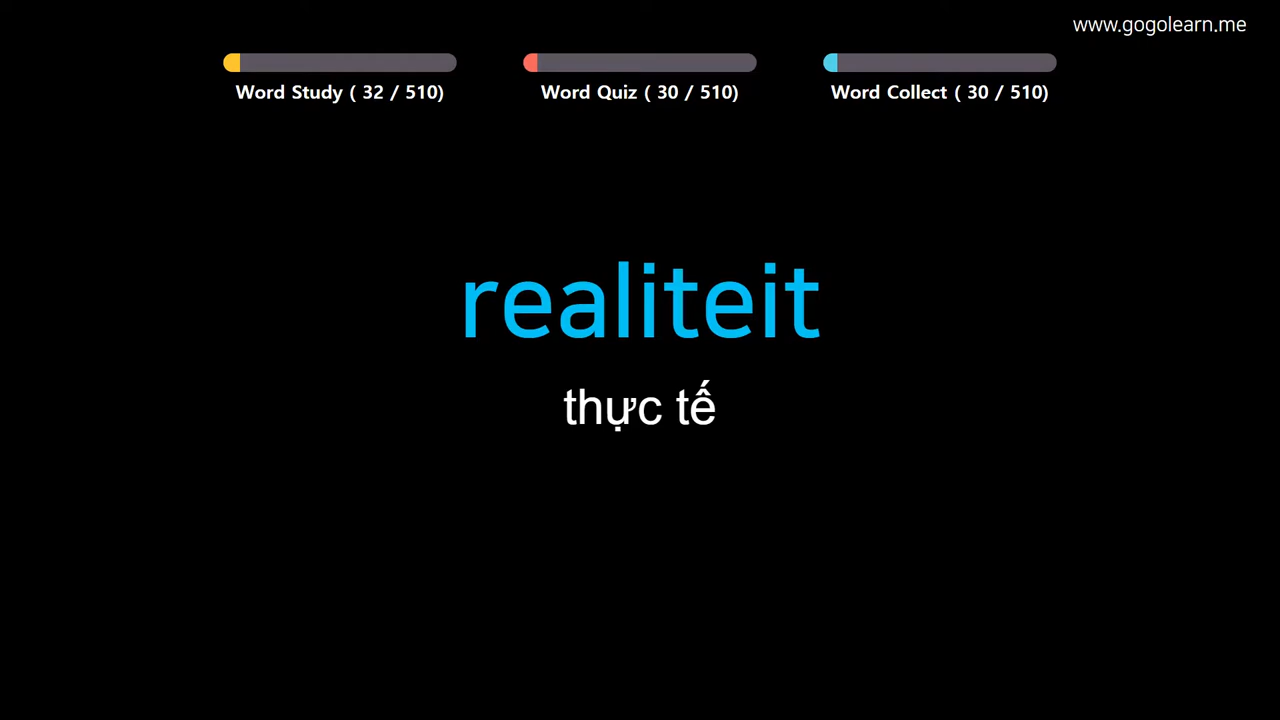 www.gogolearn.me
Word Study ( 32 / 510)
Word Quiz ( 30 / 510)
Word Collect ( 30 / 510)
realiteit
thực tế